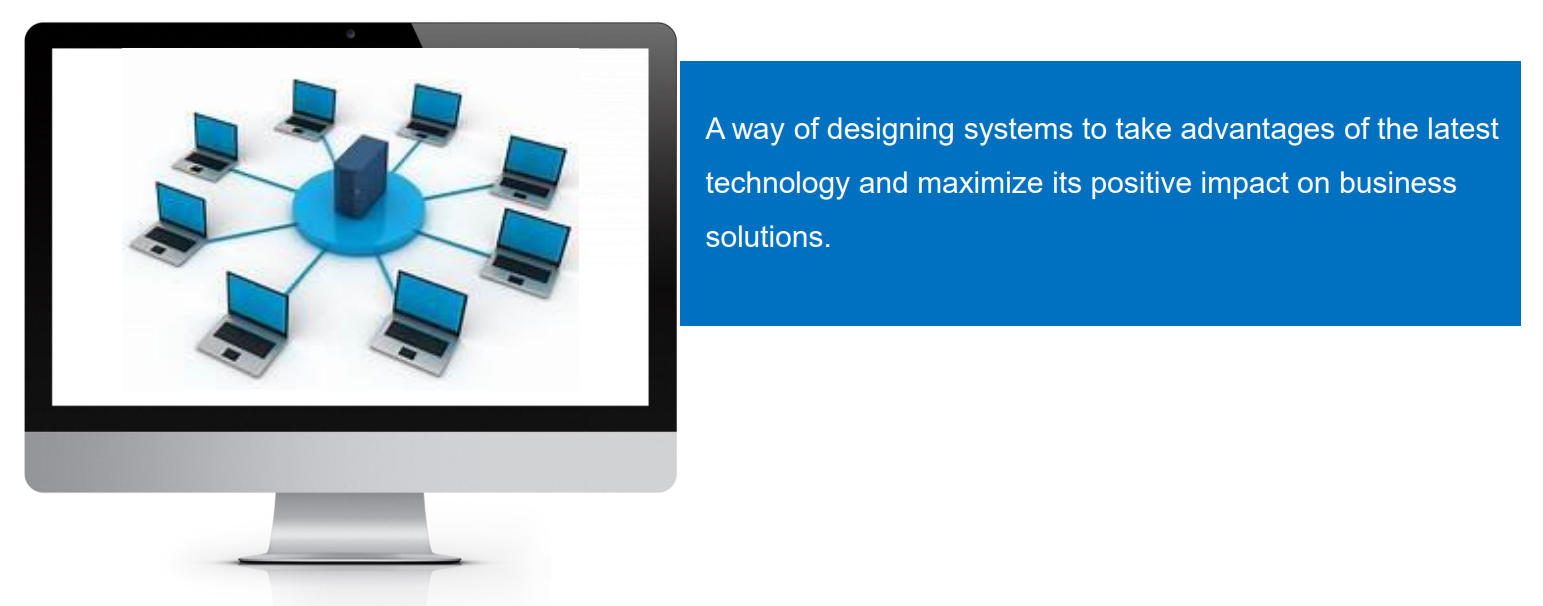 A way of designing systems to take advantages of the latest
technology and maximize its positive impact on business
solutions.